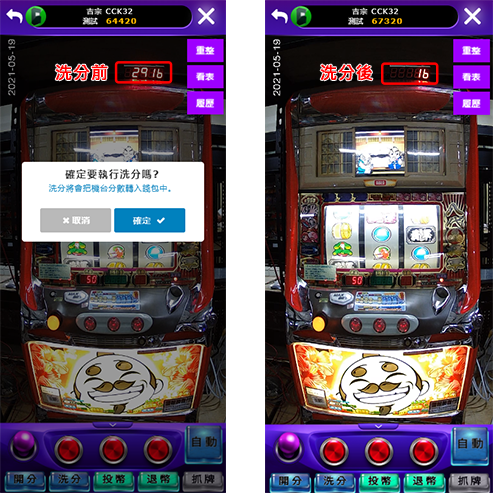 吉宗 CCK32
測試 64420
2021-05-19
洗分前
2916
重整
看表
履歷
確定要執行洗分嗎?
洗分將會把機台分數轉入錢包中。
✖ 取消
確定 ✔
50
自動
開分
洗分
投幣
退幣
抓牌
吉宗 CCK32
測試 67320
2021-05-19
洗分後
16
重整
看表
履歷
50
自動
開分
洗分
投幣
退幣
抓牌